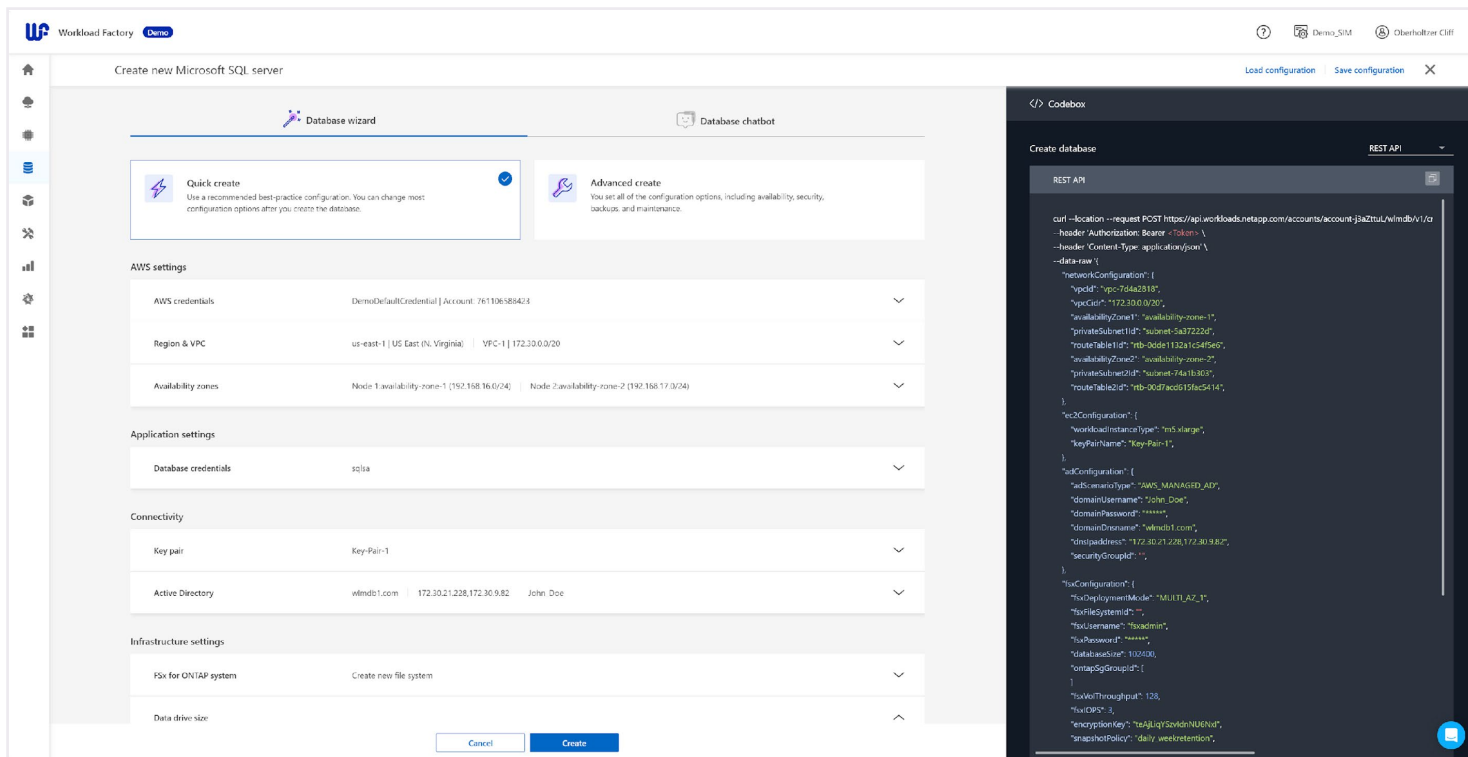 Workload Factory Demo
Demo_SIM
Oberholtzer Cliff
Create new Microsoft SQL server
Load configuration
Save configuration
Database wizard
Database chatbot
Quick create
Use a recommended best-practice configuration. You can change most
configuration options after you create the database.
Advanced create
You set all of the configuration options, including availability, security,
backups, and maintenance.
AWS settings
AWS credentials
DemoDefaultCredential | Account: 761106588423
Region & VPC
us-east-1 | US East (N. Virginia) | VPC-1 | 172.30.0.0/20
Availability zones
Node 1:availability-zone-1 (192.168.16.0/24) | Node 2:availability-zone-2 (192.168.17.0/24)
Application settings
Database credentials
sqlsa
Connectivity
Key pair
Key-Pair-1
Active Directory
wlmdb1.com | 172.30.21.228,172.30.9.82 John_Doe
Infrastructure settings
FSx for ONTAP system
Create new file system
Data drive size
Cancel
Create
</> Codebox
Create database
REST API
REST API
curl --location --request POST https://api.workloads.netapp.com/accounts/account-j3aZttuL/wlmdb/v1/cr
--header 'Authorization: Bearer <Token> \
--header 'Content-Type: application/json' \
--data-raw '{
"networkConfiguration": {
"vpcId": "vpc-7d4a2818",
"vpcCidr": "172.30.0.0/20",
"availabilityZone1": "availability-zone-1",
"privateSubnet1Id": "subnet-5a37222d",
"routeTable1Id": "rtb-0dde1132a1c54f5e6",
"availabilityZone2": "availability-zone-2",
"privateSubnet2Id": "subnet-74a1b303",
"routeTable2Id": "rtb-00d7acd615fac5414",
},
"ec2Configuration": {
"workloadInstanceType": "m5.xlarge",
"keyPairName": "Key-Pair-1",
},
"adConfiguration": {
"adScenarioType": "AWS_MANAGED_AD",
"domainUsername": "John_Doe",
"domainPassword": "*****",
"domainDnsname": "wlmdb1.com",
"dnsIpaddress": "172.30.21.228,172.30.9.82",
"securityGroupId": "",
},
"fsxConfiguration": {
"fsxDeploymentMode": "MULTI_AZ_1",
"fsxFileSystemId": "",
"fsxUsername": "fsxadmin",
"fsxPassword": "*****",
"databaseSize": 102400,
"ontapSgGroupId": [
]
"fsxVolThroughput": 128,
"fsxIOPS": 3,
"encryptionKey": "teAjLiqYSzvIdnNU6NxI",
"snapshotPolicy": "daily_weekretention",